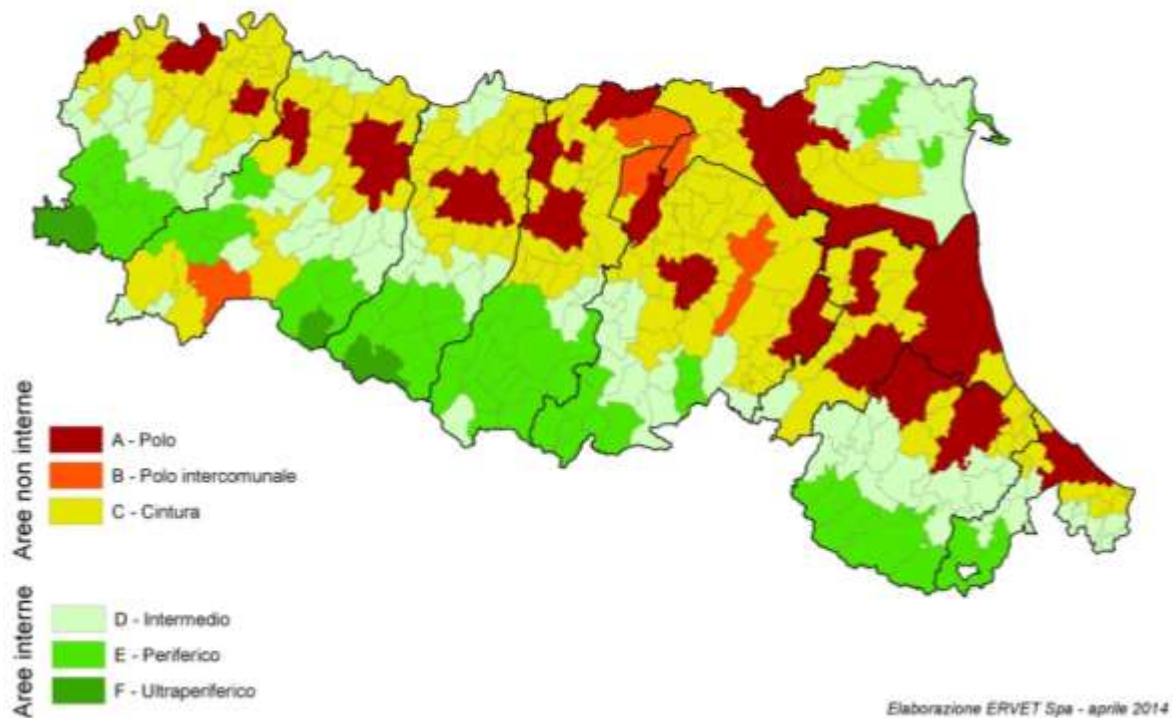 Aree non interne
A - Polo
B - Polo intercomunale
C - Cintura
Aree interne
D - Intermedio
E - Periferico
F - Ultraperiferico
Elaborazione ERVET Spa - aprile 2014